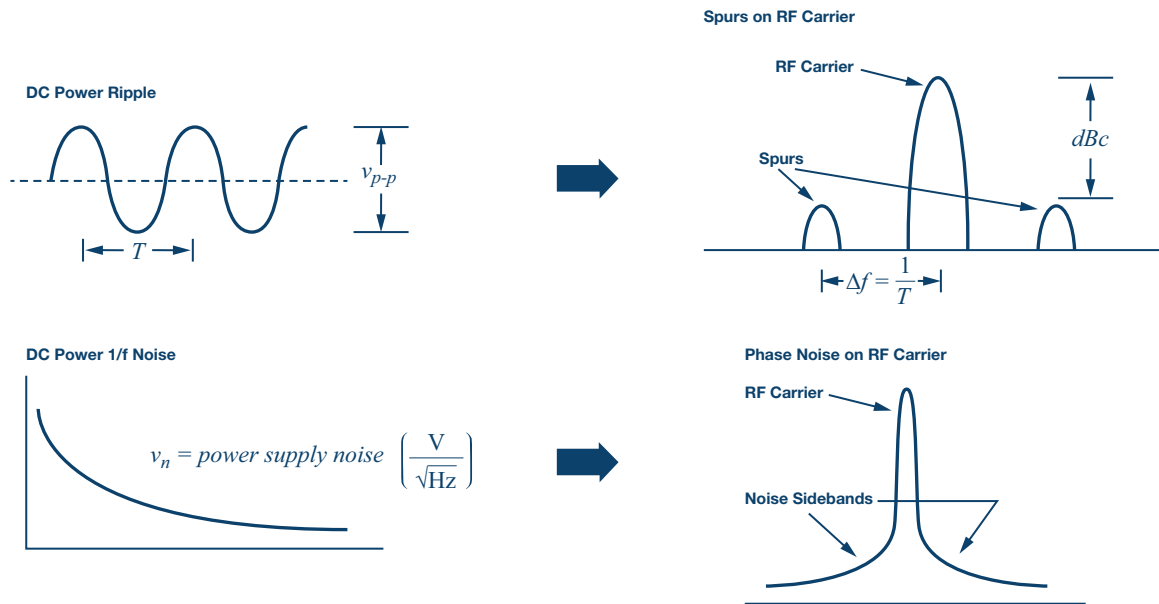 Spurs on RF Carrier
RF Carrier
DC Power Ripple
v_{p-p}
dBc
Spurs
T
Δf = 1/T
DC Power 1/f Noise
v_n = power supply noise (V/√Hz)
Phase Noise on RF Carrier
RF Carrier
Noise Sidebands